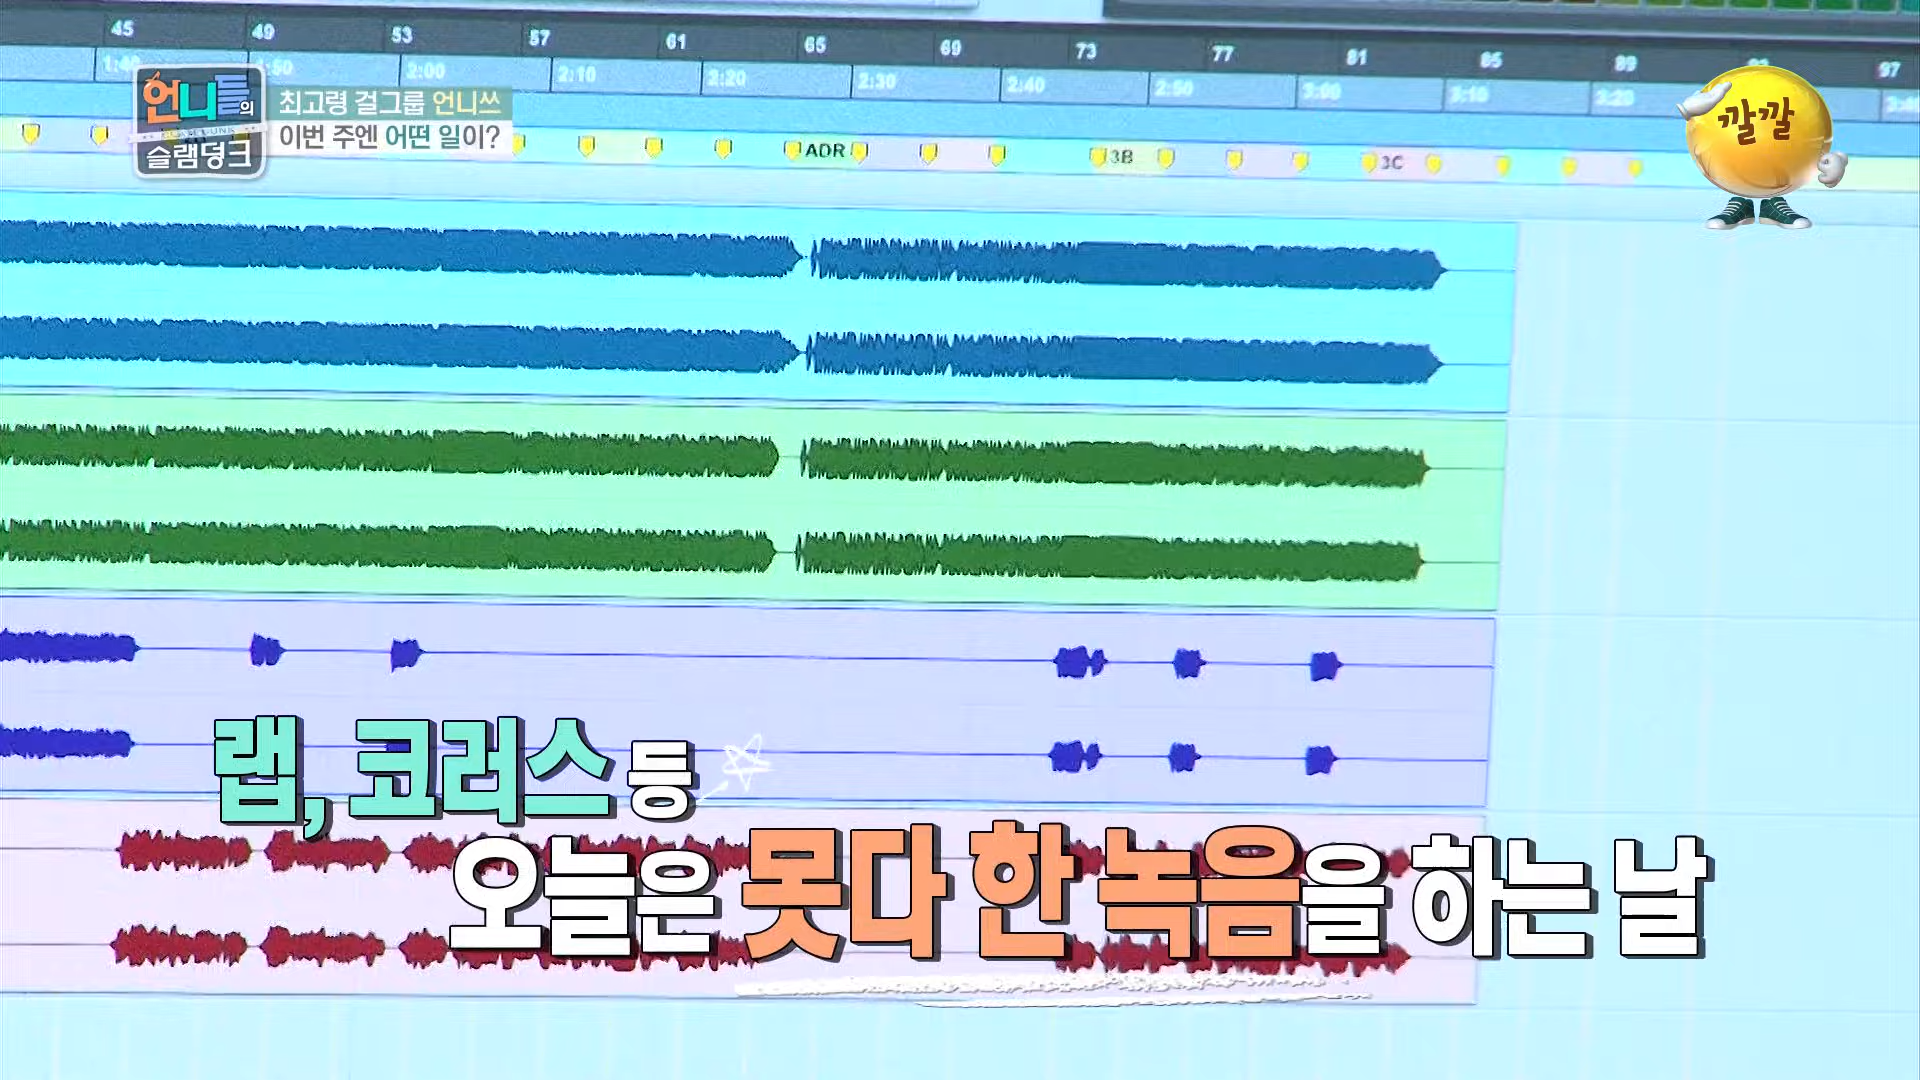 45 49 53 57 61 65 69 73 77 81 85 89 97
1:40 1:50 2:00 2:10 2:20 2:30 2:40 2:50 3:00 3:10 3:20
언니들의
슬램덩크
최고령 걸그룹 언니쓰
이번 주엔 어떤 일이?
깔깔
ADR 3B 3C
랩, 코러스 등
오늘은 못다 한 녹음을 하는 날